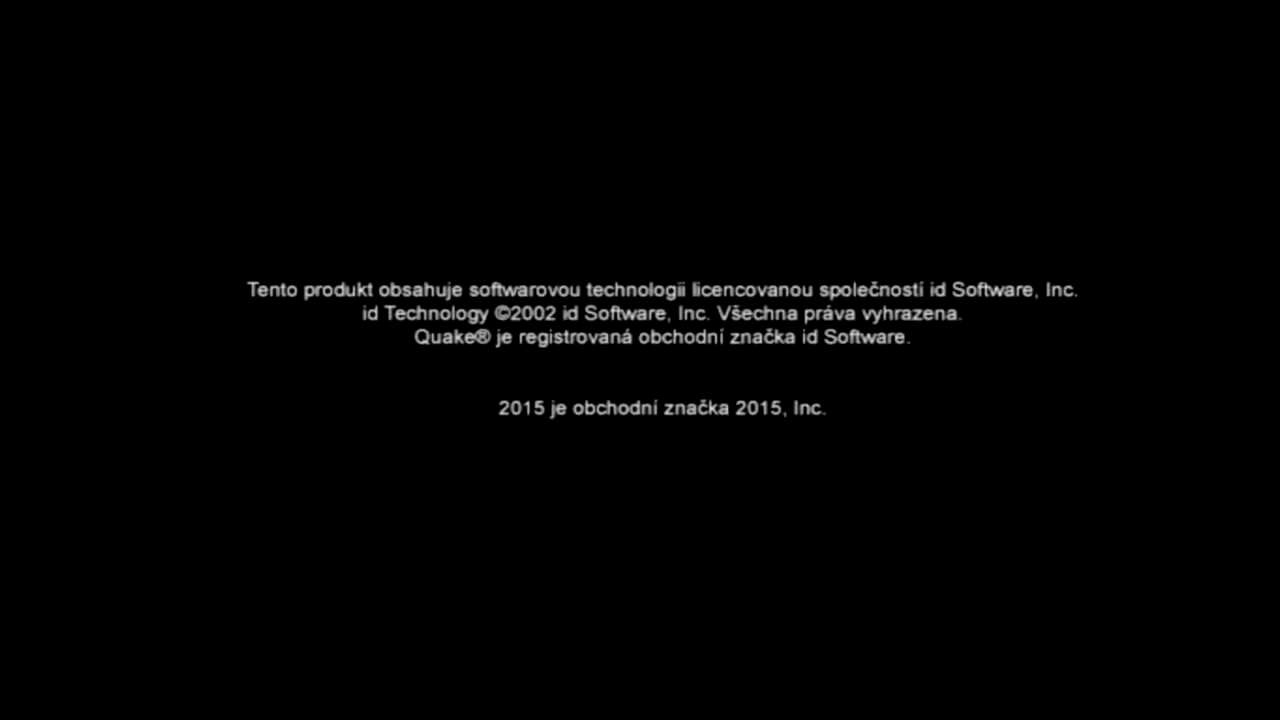 Tento produkt obsahuje softwarovou technologii licencovanou společností id Software, Inc.
id Technology ©2002 id Software, Inc. Všechna práva vyhrazena.
Quake® je registrovaná obchodní značka id Software.
2015 je obchodní značka 2015, Inc.